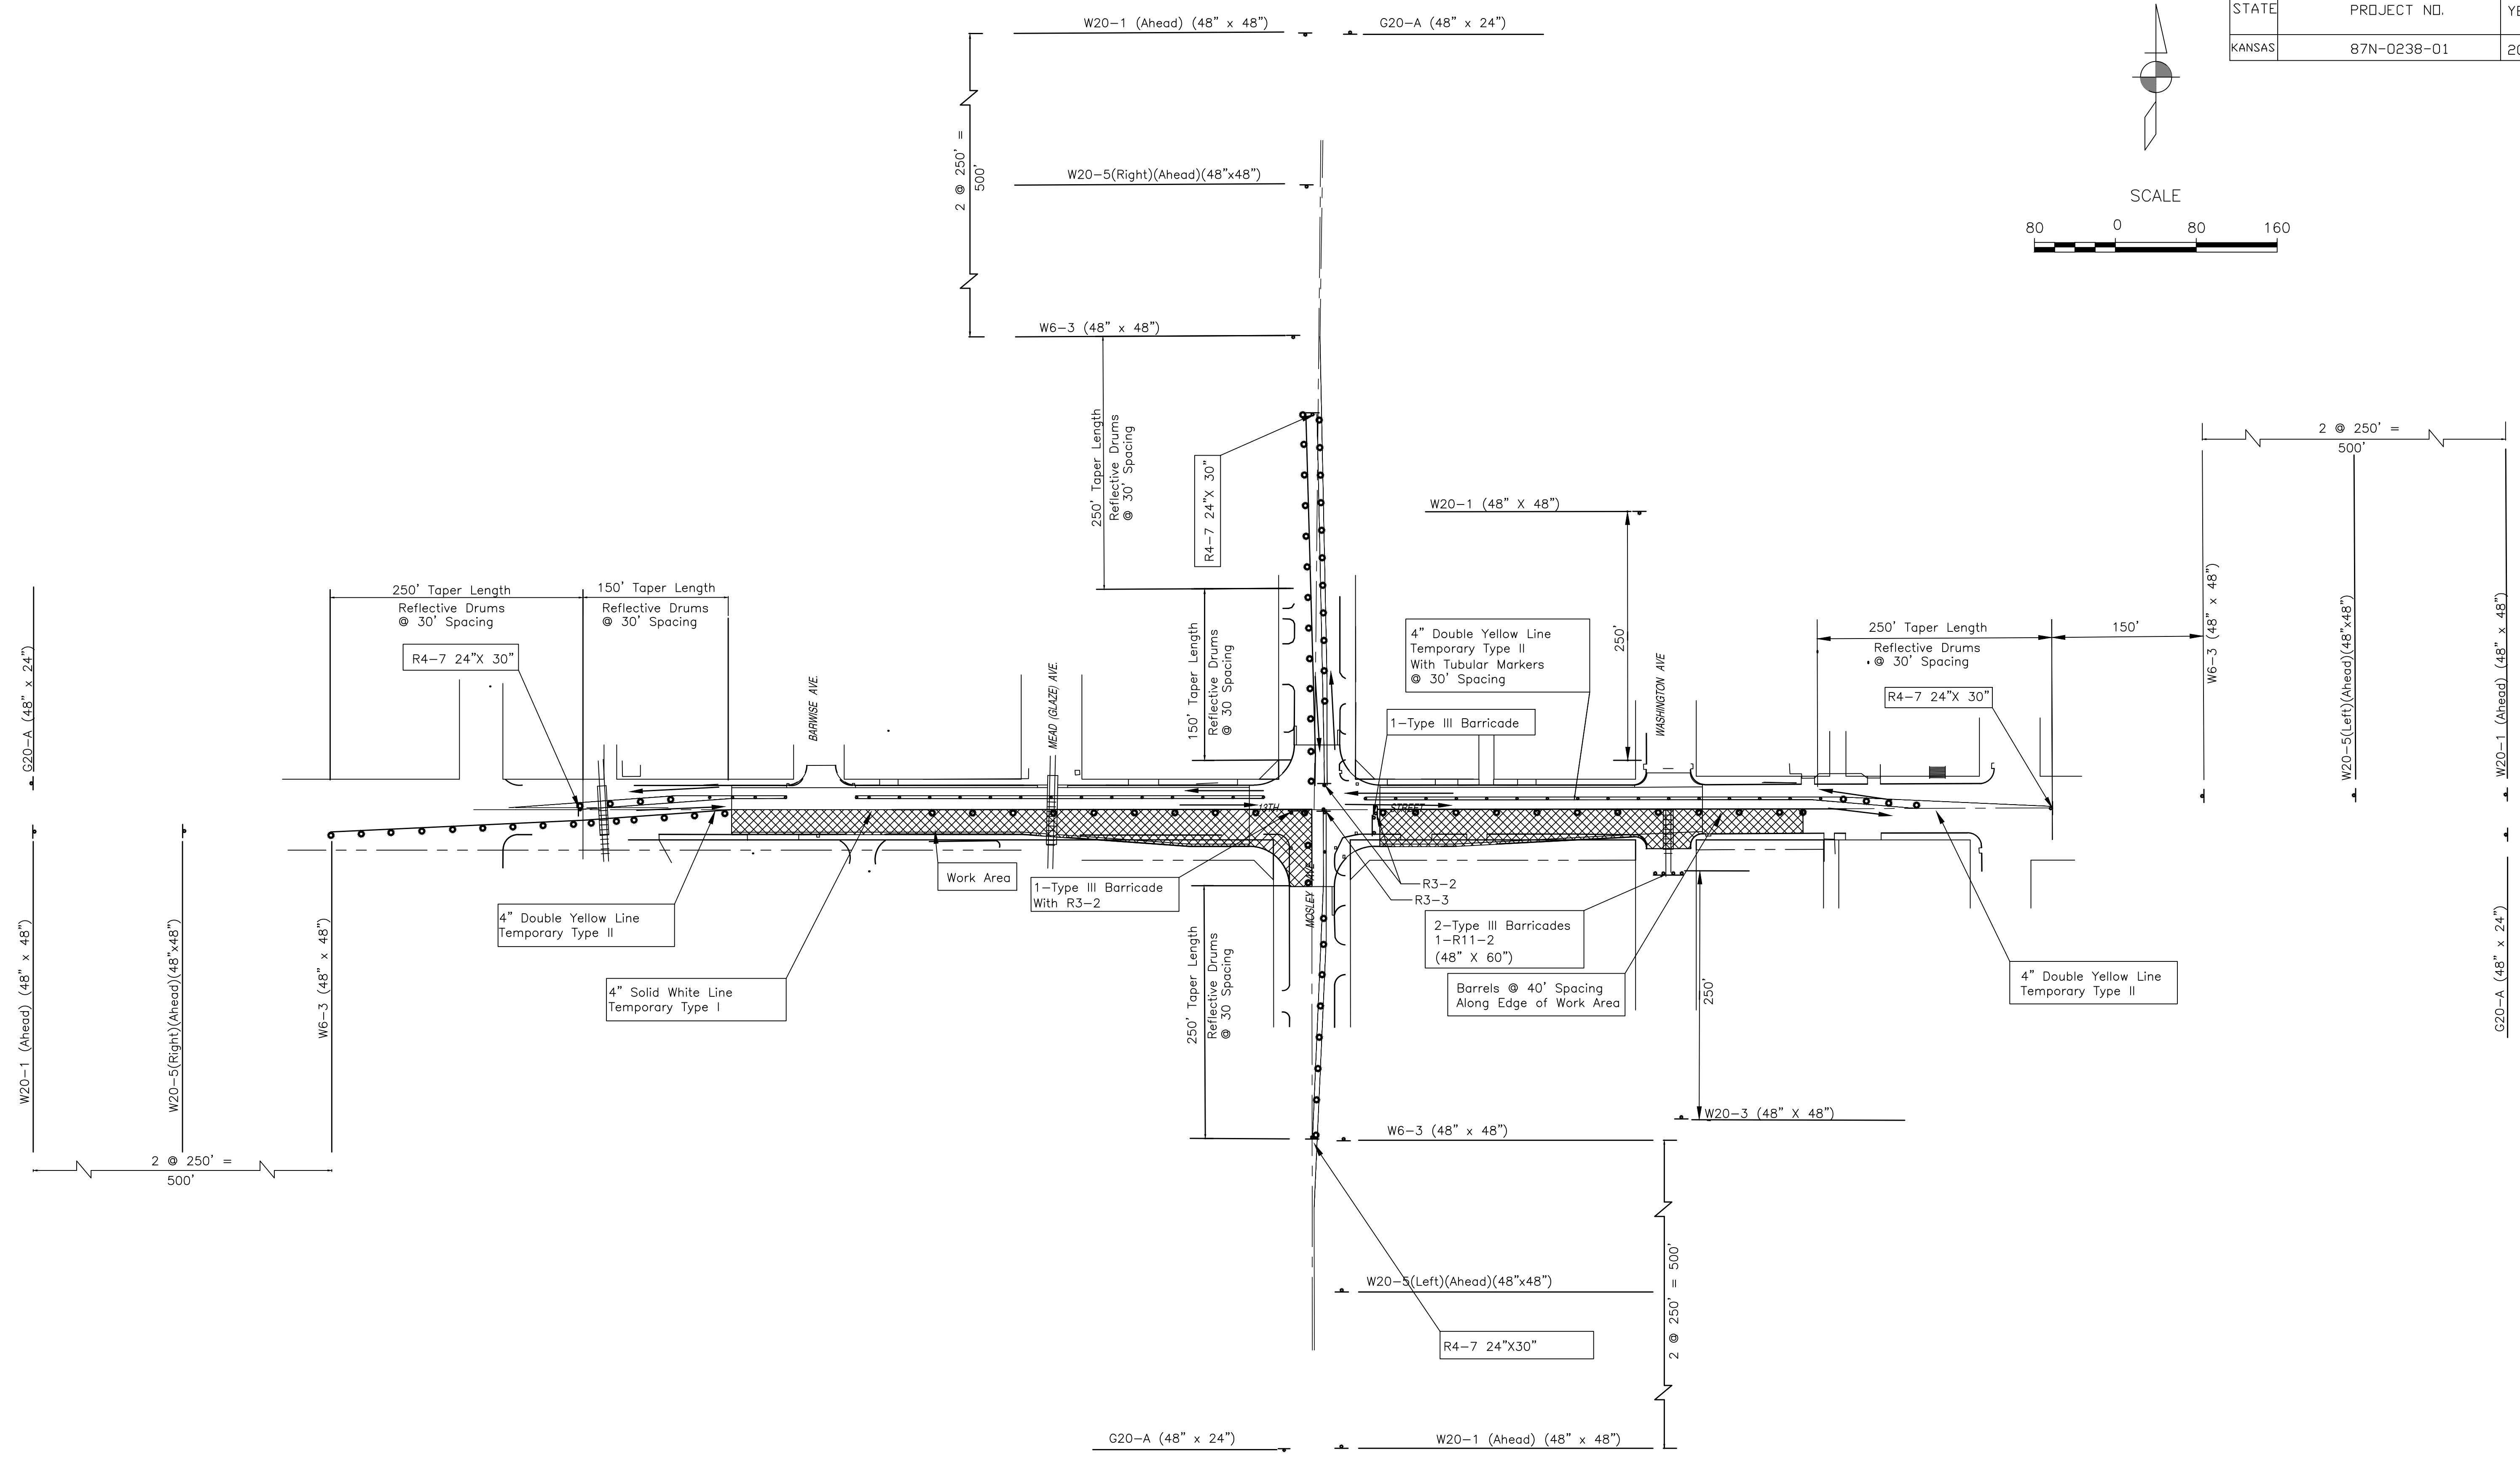 W20-1 (Ahead) (48" x 48")
G20-A (48" x 24")
STATE
PROJECT NO.
KANSAS
87N-0238-01
2 @ 250' =
500'
W20-5(Right)(Ahead)(48"x48")
SCALE
80
0
80
160
W6-3 (48" x 48")
250' Taper Length
Reflective Drums
@ 30' Spacing
R4-7 24"X 30"
2 @ 250' =
500'
W20-1 (48" X 48")
250'
W6-3 (48" x 48")
W20-5(Left)(Ahead)(48"x48")
W20-1 (Ahead) (48" x 48")
250' Taper Length
Reflective Drums
@ 30' Spacing
150' Taper Length
Reflective Drums
@ 30' Spacing
R4-7 24"X 30"
G20-A (48" x 24")
BARWISE AVE.
MEAD (GLAZE) AVE.
150' Taper Length
Reflective Drums
@ 30 Spacing
4" Double Yellow Line
Temporary Type II
With Tubular Markers
@ 30' Spacing
WASHINGTON AVE
1-Type III Barricade
250' Taper Length
Reflective Drums
@ 30' Spacing
150'
R4-7 24"X 30"
13TH
STREET
Work Area
1-Type III Barricade
With R3-2
MOSLEY AVE
R3-2
R3-3
4" Double Yellow Line
Temporary Type II
4" Solid White Line
Temporary Type I
2-Type III Barricades
1-R11-2
(48" X 60")
Barrels @ 40' Spacing
Along Edge of Work Area
4" Double Yellow Line
Temporary Type II
W20-1 (Ahead) (48" x 48")
W20-5(Right)(Ahead)(48"x48")
W6-3 (48" x 48")
250' Taper Length
Reflective Drums
@ 30 Spacing
250'
G20-A (48" x 24")
W20-3 (48" X 48")
W6-3 (48" x 48")
2 @ 250' =
500'
W20-5(Left)(Ahead)(48"x48")
2 @ 250' = 500'
R4-7 24"X30"
G20-A (48" x 24")
W20-1 (Ahead) (48" x 48")